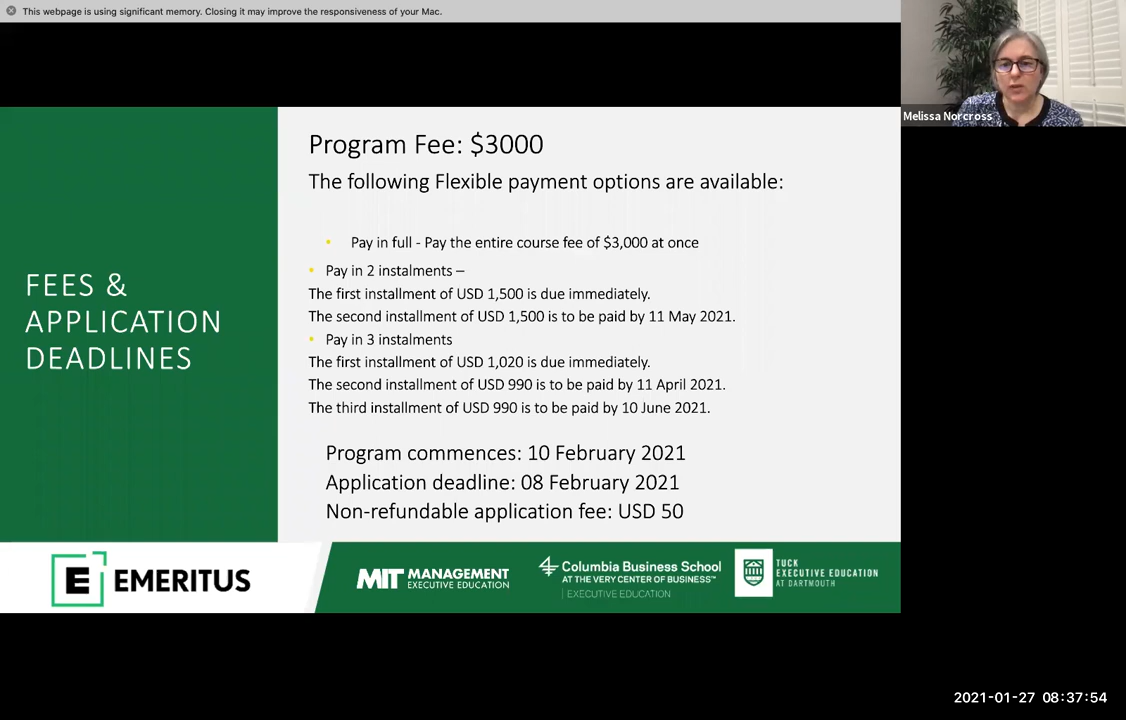 This webpage is using significant memory. Closing it may improve the responsiveness of your Mac.
Melissa Norcross
FEES &
APPLICATION
DEADLINES
Program Fee: $3000
The following Flexible payment options are available:
• Pay in full - Pay the entire course fee of $3,000 at once
• Pay in 2 instalments –
The first installment of USD 1,500 is due immediately.
The second installment of USD 1,500 is to be paid by 11 May 2021.
• Pay in 3 instalments
The first installment of USD 1,020 is due immediately.
The second installment of USD 990 is to be paid by 11 April 2021.
The third installment of USD 990 is to be paid by 10 June 2021.
Program commences: 10 February 2021
Application deadline: 08 February 2021
Non-refundable application fee: USD 50
E EMERITUS
MIT MANAGEMENT
EXECUTIVE EDUCATION
Columbia Business School
AT THE VERY CENTER OF BUSINESS™
EXECUTIVE EDUCATION
TUCK
EXECUTIVE EDUCATION
AT DARTMOUTH
2021-01-27 08:37:54